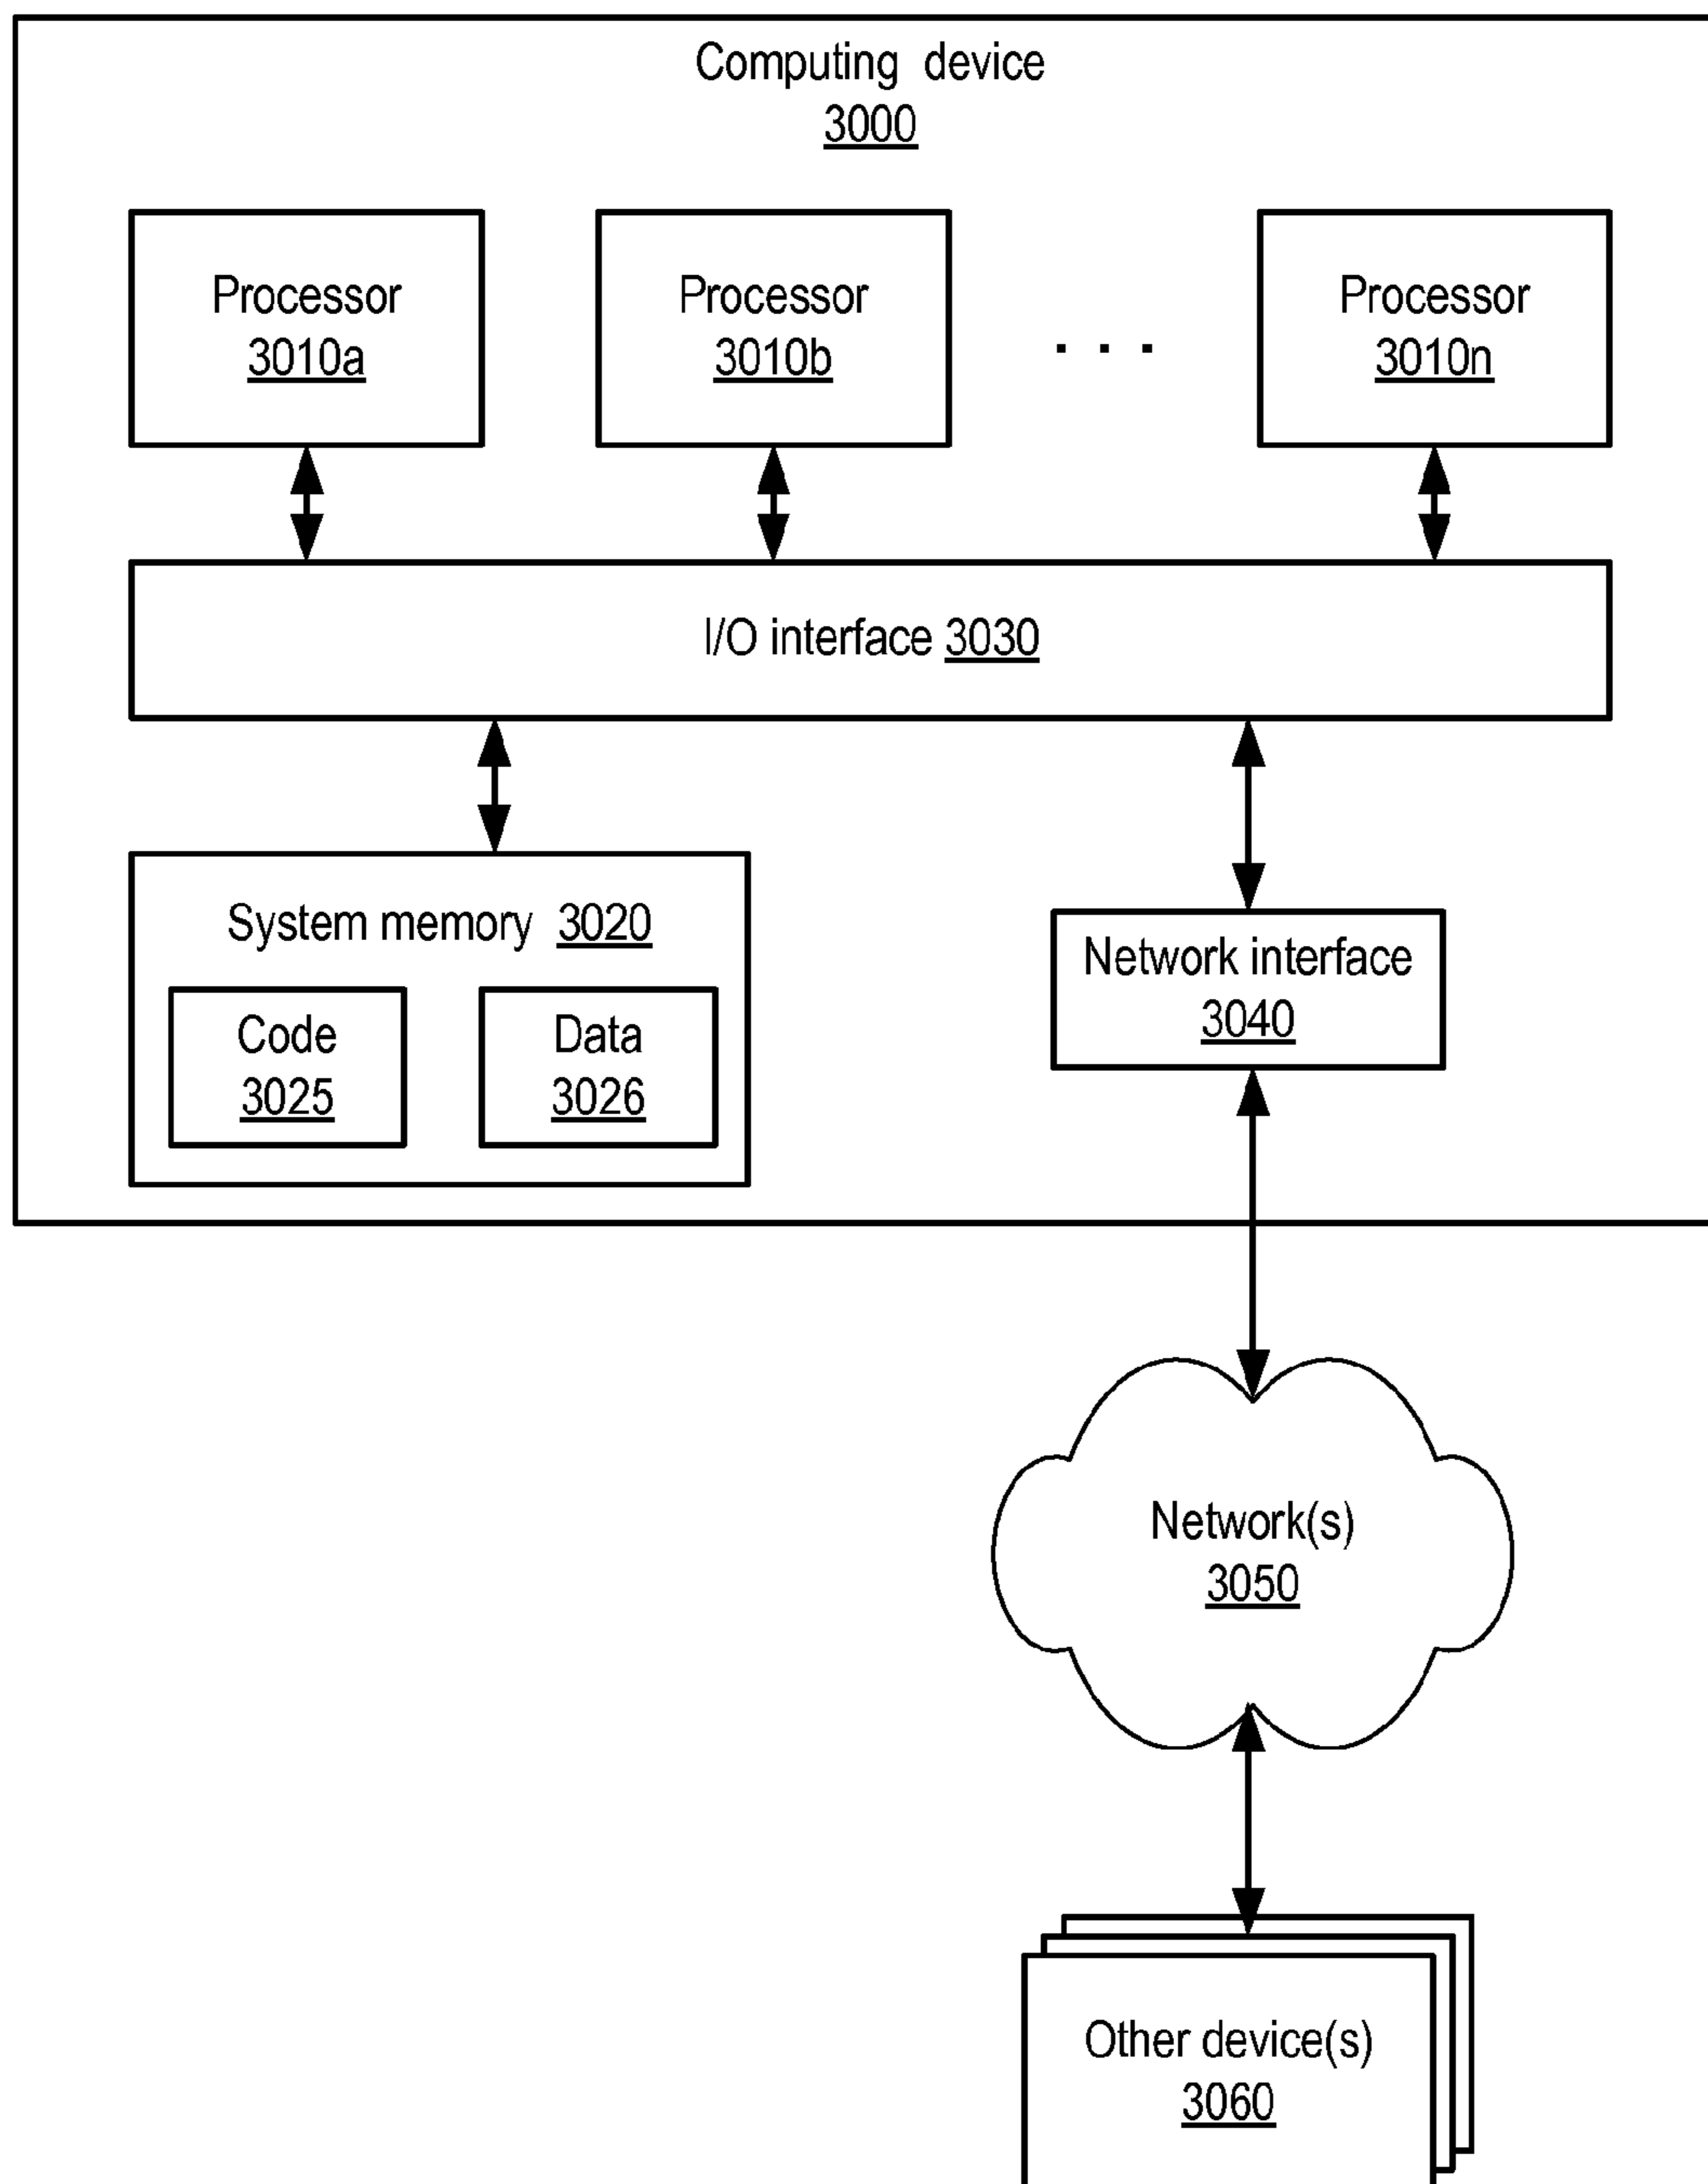 Computing device
3000
Processor
3010a
Processor
3010b
. . .
Processor
3010n
I/O interface 3030
System memory 3020
Code
3025
Data
3026
Network interface
3040
Network(s)
3050
Other device(s)
3060